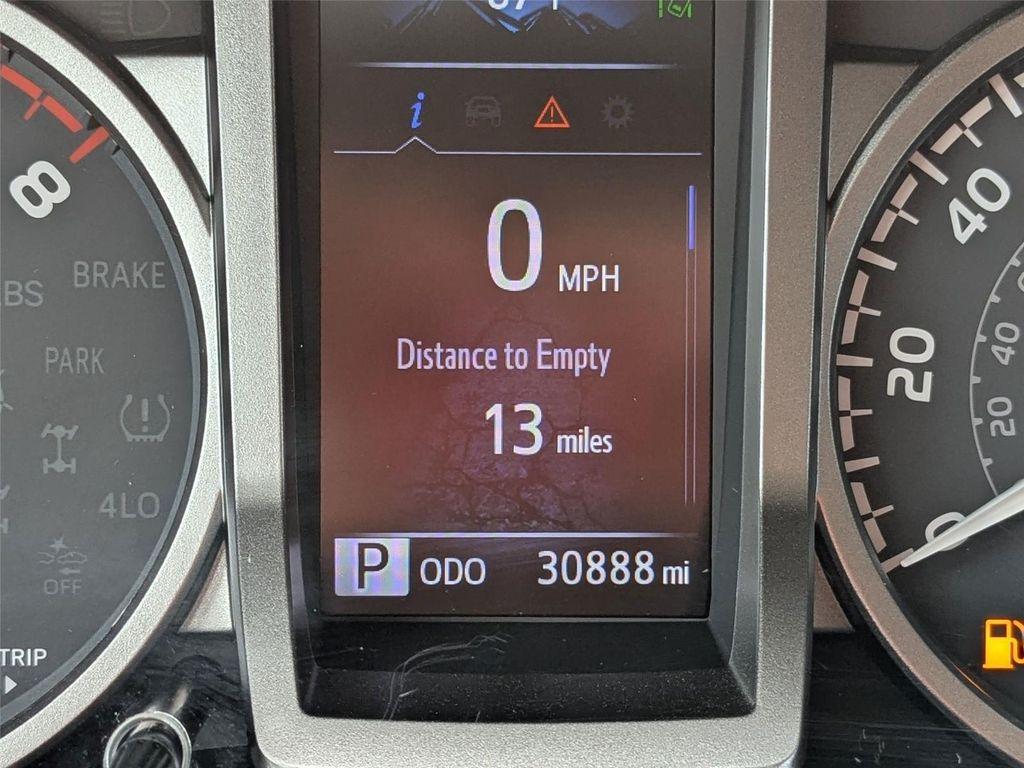 8
BRAKE
PARK
4LO
OFF
TRIP
i
0 MPH
Distance to Empty
13 miles
P ODO 30888 mi
40
20
0
40
20